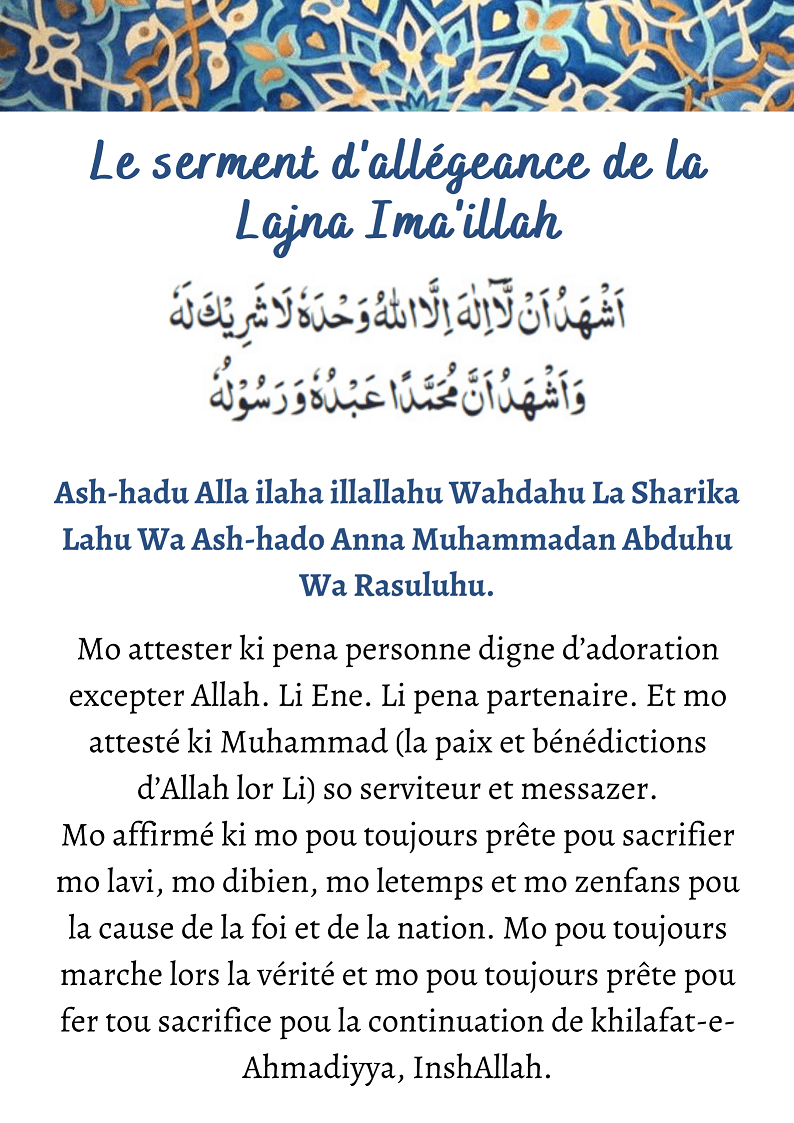 Le serment d'allégeance de la
Lajna Ima'illah
اَشْهَدُ اَنْ لَّآ اِلٰهَ اِلَّا اللّٰهُ وَحْدَهٗ لَا شَرِيْكَ لَهٗ
وَ اَشْهَدُ اَنَّ مُحَمَّدًا عَبْدُهٗ وَ رَسُوْلُهٗ
Ash-hadu Alla ilaha illallahu Wahdahu La Sharika
Lahu Wa Ash-hado Anna Muhammadan Abduhu
Wa Rasuluhu.
Mo attester ki pena personne digne d’adoration
excepter Allah. Li Ene. Li pena partenaire. Et mo
attesté ki Muhammad (la paix et bénédictions
d’Allah lor Li) so serviteur et messazer.
Mo affirmé ki mo pou toujours prête pou sacrifier
mo lavi, mo dibien, mo letemps et mo zenfans pou
la cause de la foi et de la nation. Mo pou toujours
marche lors la vérité et mo pou toujours prête pou
fer tou sacrifice pou la continuation de khilafat-e-
Ahmadiyya, InshAllah.